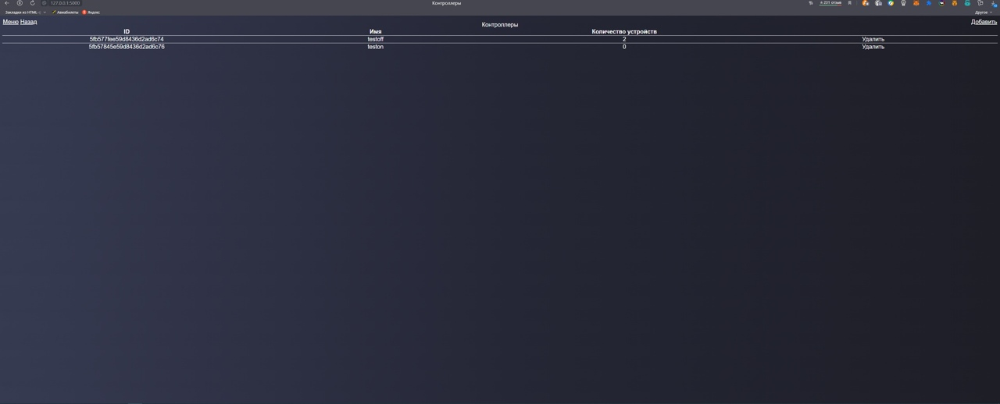 127.0.0.1:5000 Контроллеры 231 отзыв
Закладки из HTML Авиабилеты Яндекс Другое
Меню Назад Контроллеры Добавить
ID Имя Количество устройств
5fb577fee59d8436d2ad6c74 testoff 2 Удалить
5fb57845e59d8436d2ad6c76 teston 0 Удалить